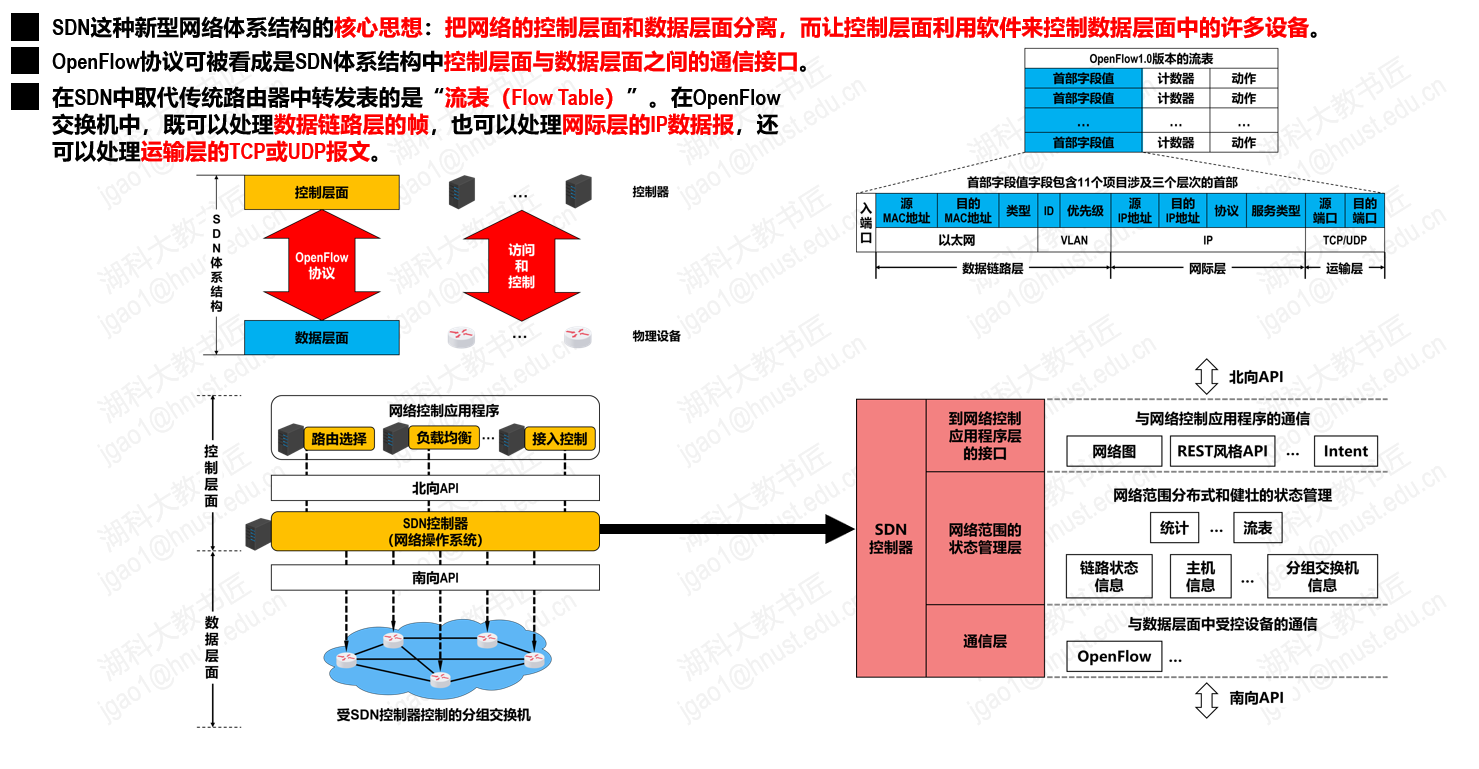 SDN这种新型网络体系结构的核心思想：把网络的控制层面和数据层面分离，而让控制层面利用软件来控制数据层面中的许多设备。
OpenFlow协议可被看成是SDN体系结构中控制层面与数据层面之间的通信接口。
在SDN中取代传统路由器中转发表的是“流表（Flow Table）”。在OpenFlow
交换机中，既可以处理数据链路层的帧，也可以处理网际层的IP数据报，还
可以处理运输层的TCP或UDP报文。
OpenFlow1.0版本的流表
首部字段值 计数器 动作
首部字段值 计数器 动作
... ... ...
首部字段值 计数器 动作
首部字段值字段包含11个项目涉及三个层次的首部
入端口
源MAC地址 目的MAC地址 类型 ID 优先级 源IP地址 目的IP地址 协议 服务类型 源端口 目的端口
以太网 VLAN IP TCP/UDP
数据链路层 网际层 运输层
SDN体系结构
控制层面
OpenFlow
协议
数据层面
... 控制器
访问
和
控制
... 物理设备
控制层面
网络控制应用程序
路由选择 负载均衡 ... 接入控制
北向API
SDN控制器
（网络操作系统）
南向API
数据层面
受SDN控制器控制的分组交换机
北向API
SDN
控制器
到网络控制
应用程序层
的接口
与网络控制应用程序的通信
网络图 REST风格API ... Intent
网络范围的
状态管理层
网络范围分布式和健壮的状态管理
统计 ... 流表
链路状态
信息
主机
信息
...
分组交换机
信息
通信层
与数据层面中受控设备的通信
OpenFlow ...
南向API
湖科大教书匠
jgao1@hnust.edu.cn